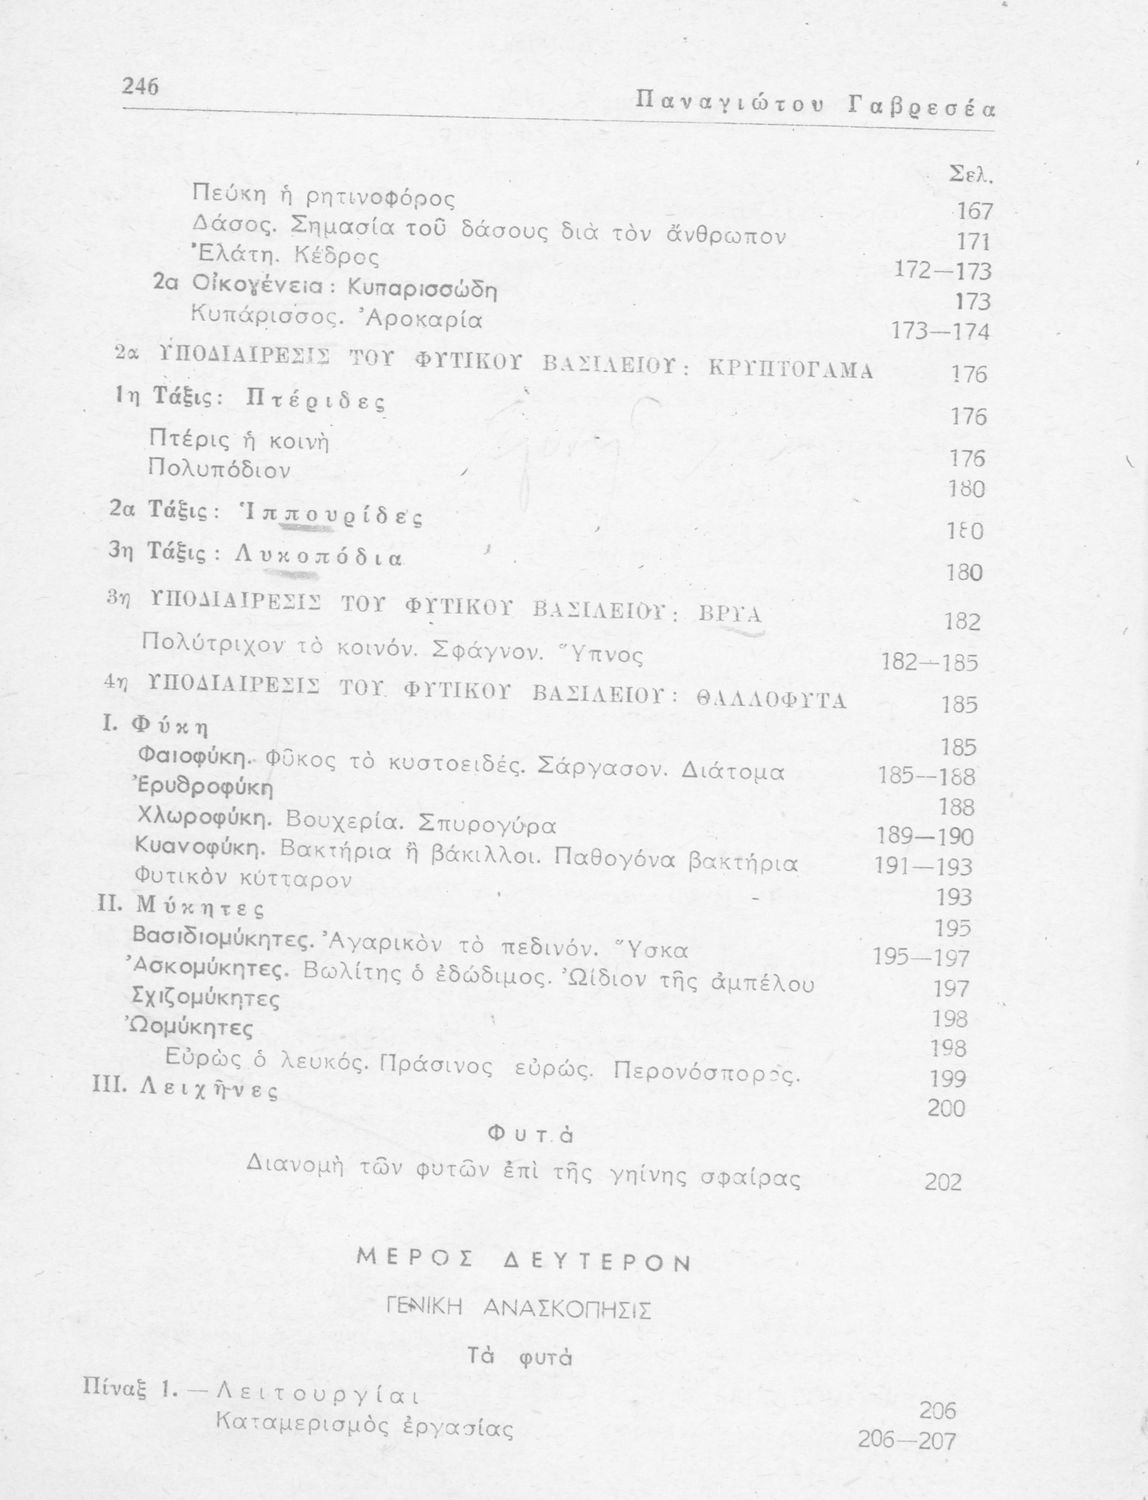 246
Παναγιώτου Γαβρεσέα
Σελ.
Πεύκη ἡ ρητινοφόρος 167
Δάσος. Σημασία τοῦ δάσους διὰ τὸν ἄνθρωπον 171
Ἐλάτη. Κέδρος 172—173
2α Οἰκογένεια : Κυπαρισσώδη 173
Κυπάρισσος. Ἀροκαρία 173—174
2α ΥΠΟΔΙΑΙΡΕΣΙΣ ΤΟΥ ΦΥΤΙΚΟΥ ΒΑΣΙΛΕΙΟΥ : ΚΡΥΠΤΟΓΑΜΑ 176
1η Τάξις : Πτέριδες 176
Πτέρις ἡ κοινὴ 176
Πολυπόδιον 180
2α Τάξις : Ἱππουρίδες 180
3η Τάξις : Λυκοπόδια 180
3η ΥΠΟΔΙΑΙΡΕΣΙΣ ΤΟΥ ΦΥΤΙΚΟΥ ΒΑΣΙΛΕΙΟΥ : ΒΡΥΑ 182
Πολύτριχον τὸ κοινόν. Σφάγνον. Ὕπνος 182—185
4η ΥΠΟΔΙΑΙΡΕΣΙΣ ΤΟΥ ΦΥΤΙΚΟΥ ΒΑΣΙΛΕΙΟΥ : ΘΑΛΛΟΦΥΤΑ 185
Ι. Φύκη 185
Φαιοφύκη. Φῦκος τὸ κυστοειδές. Σάργασον. Διάτομα 185—188
Ἐρυθροφύκη 188
Χλωροφύκη. Βουχερία. Σπυρογύρα 189—190
Κυανοφύκη. Βακτήρια ἢ βάκιλλοι. Παθογόνα βακτήρια 191—193
Φυτικὸν κύτταρον 193
ΙΙ. Μύκητες 195
Βασιδιομύκητες. Ἀγαρικὸν τὸ πεδινόν. Ὕσκα 195—197
Ἀσκομύκητες. Βωλίτης ὁ ἐδώδιμος. Ὠίδιον τῆς ἀμπέλου 197
Σχιζομύκητες 198
Ὠομύκητες 198
Εὐρὼς ὁ λευκός. Πράσινος εὐρώς. Περονόσπορος. 199
ΙΙΙ. Λειχῆνες 200
Φυτὰ
Διανομὴ τῶν φυτῶν ἐπὶ τῆς γηίνης σφαίρας 202
ΜΕΡΟΣ ΔΕΥΤΕΡΟΝ
ΓΕΝΙΚΗ ΑΝΑΣΚΟΠΗΣΙΣ
Τὰ φυτὰ
Πίναξ 1. — Λειτουργίαι 206
Καταμερισμὸς ἐργασίας 206—207